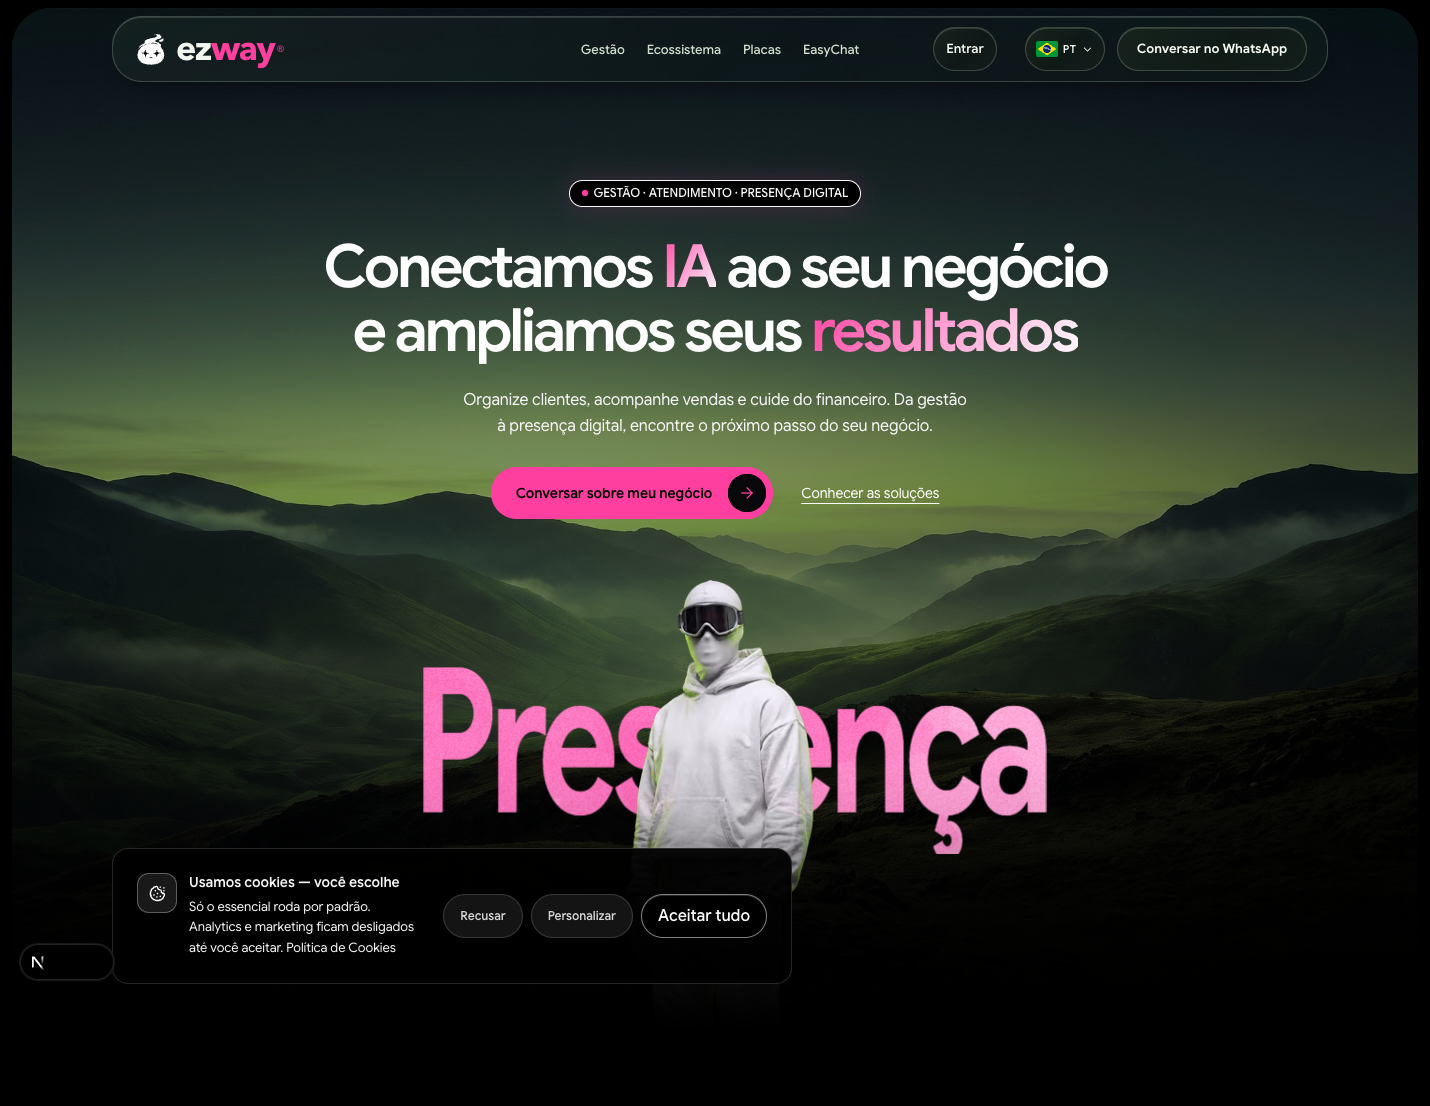 ezway®
Gestão
Ecossistema
Placas
EasyChat
Entrar
PT
Conversar no WhatsApp
GESTÃO · ATENDIMENTO · PRESENÇA DIGITAL
Conectamos IA ao seu negócio
e ampliamos seus resultados
Organize clientes, acompanhe vendas e cuide do financeiro. Da gestão
à presença digital, encontre o próximo passo do seu negócio.
Conversar sobre meu negócio
Conhecer as soluções
Presença
Usamos cookies — você escolhe
Só o essencial roda por padrão.
Analytics e marketing ficam desligados
até você aceitar. Política de Cookies
Recusar
Personalizar
Aceitar tudo
N